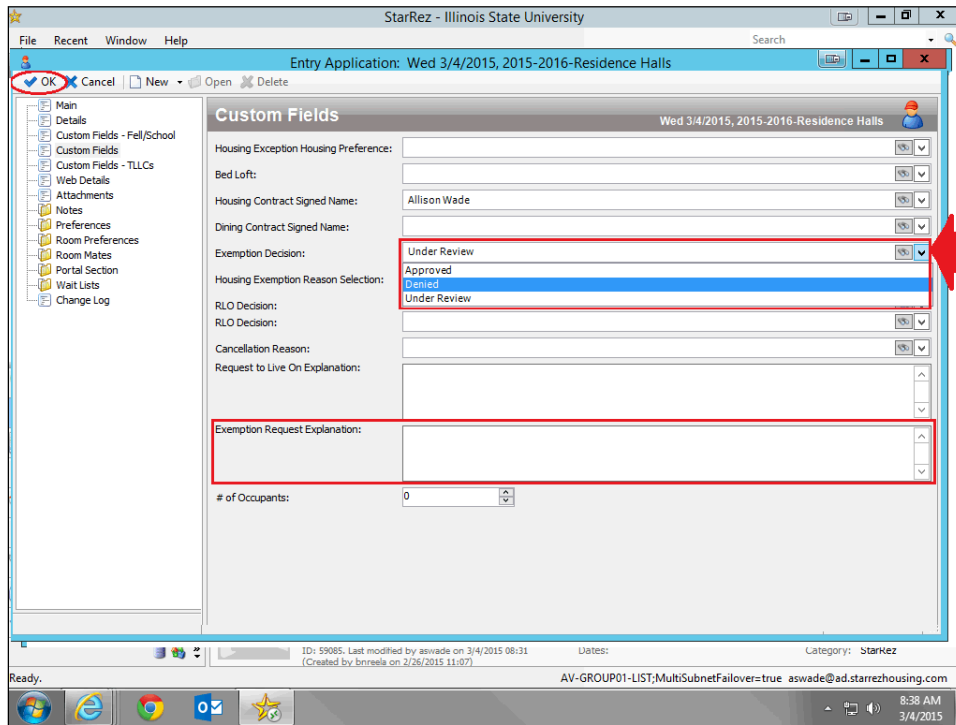 StarRez - Illinois State University
File Recent Window Help Search
Entry Application: Wed 3/4/2015, 2015-2016-Residence Halls
OK Cancel New Open Delete
Main
Details
Custom Fields - Fell/School
Custom Fields
Custom Fields - TLLCs
Web Details
Attachments
Notes
Preferences
Room Preferences
Room Mates
Portal Section
Wait Lists
Change Log
Custom Fields
Wed 3/4/2015, 2015-2016-Residence Halls
Housing Exception Housing Preference:
Bed Loft:
Housing Contract Signed Name: Allison Wade
Dining Contract Signed Name:
Exemption Decision: Under Review
Approved
Housing Exemption Reason Selection: Denied
Under Review
RLO Decision:
RLO Decision:
Cancellation Reason:
Request to Live On Explanation:
Exemption Request Explanation:
# of Occupants: 0
ID: 59085. Last modified by aswade on 3/4/2015 08:31 Dates: Category: StarRez
(Created by bnreela on 2/26/2015 11:07)
Ready. AV-GROUP01-LIST;MultiSubnetFailover=true aswade@ad.starrezhousing.com
8:38 AM
3/4/2015